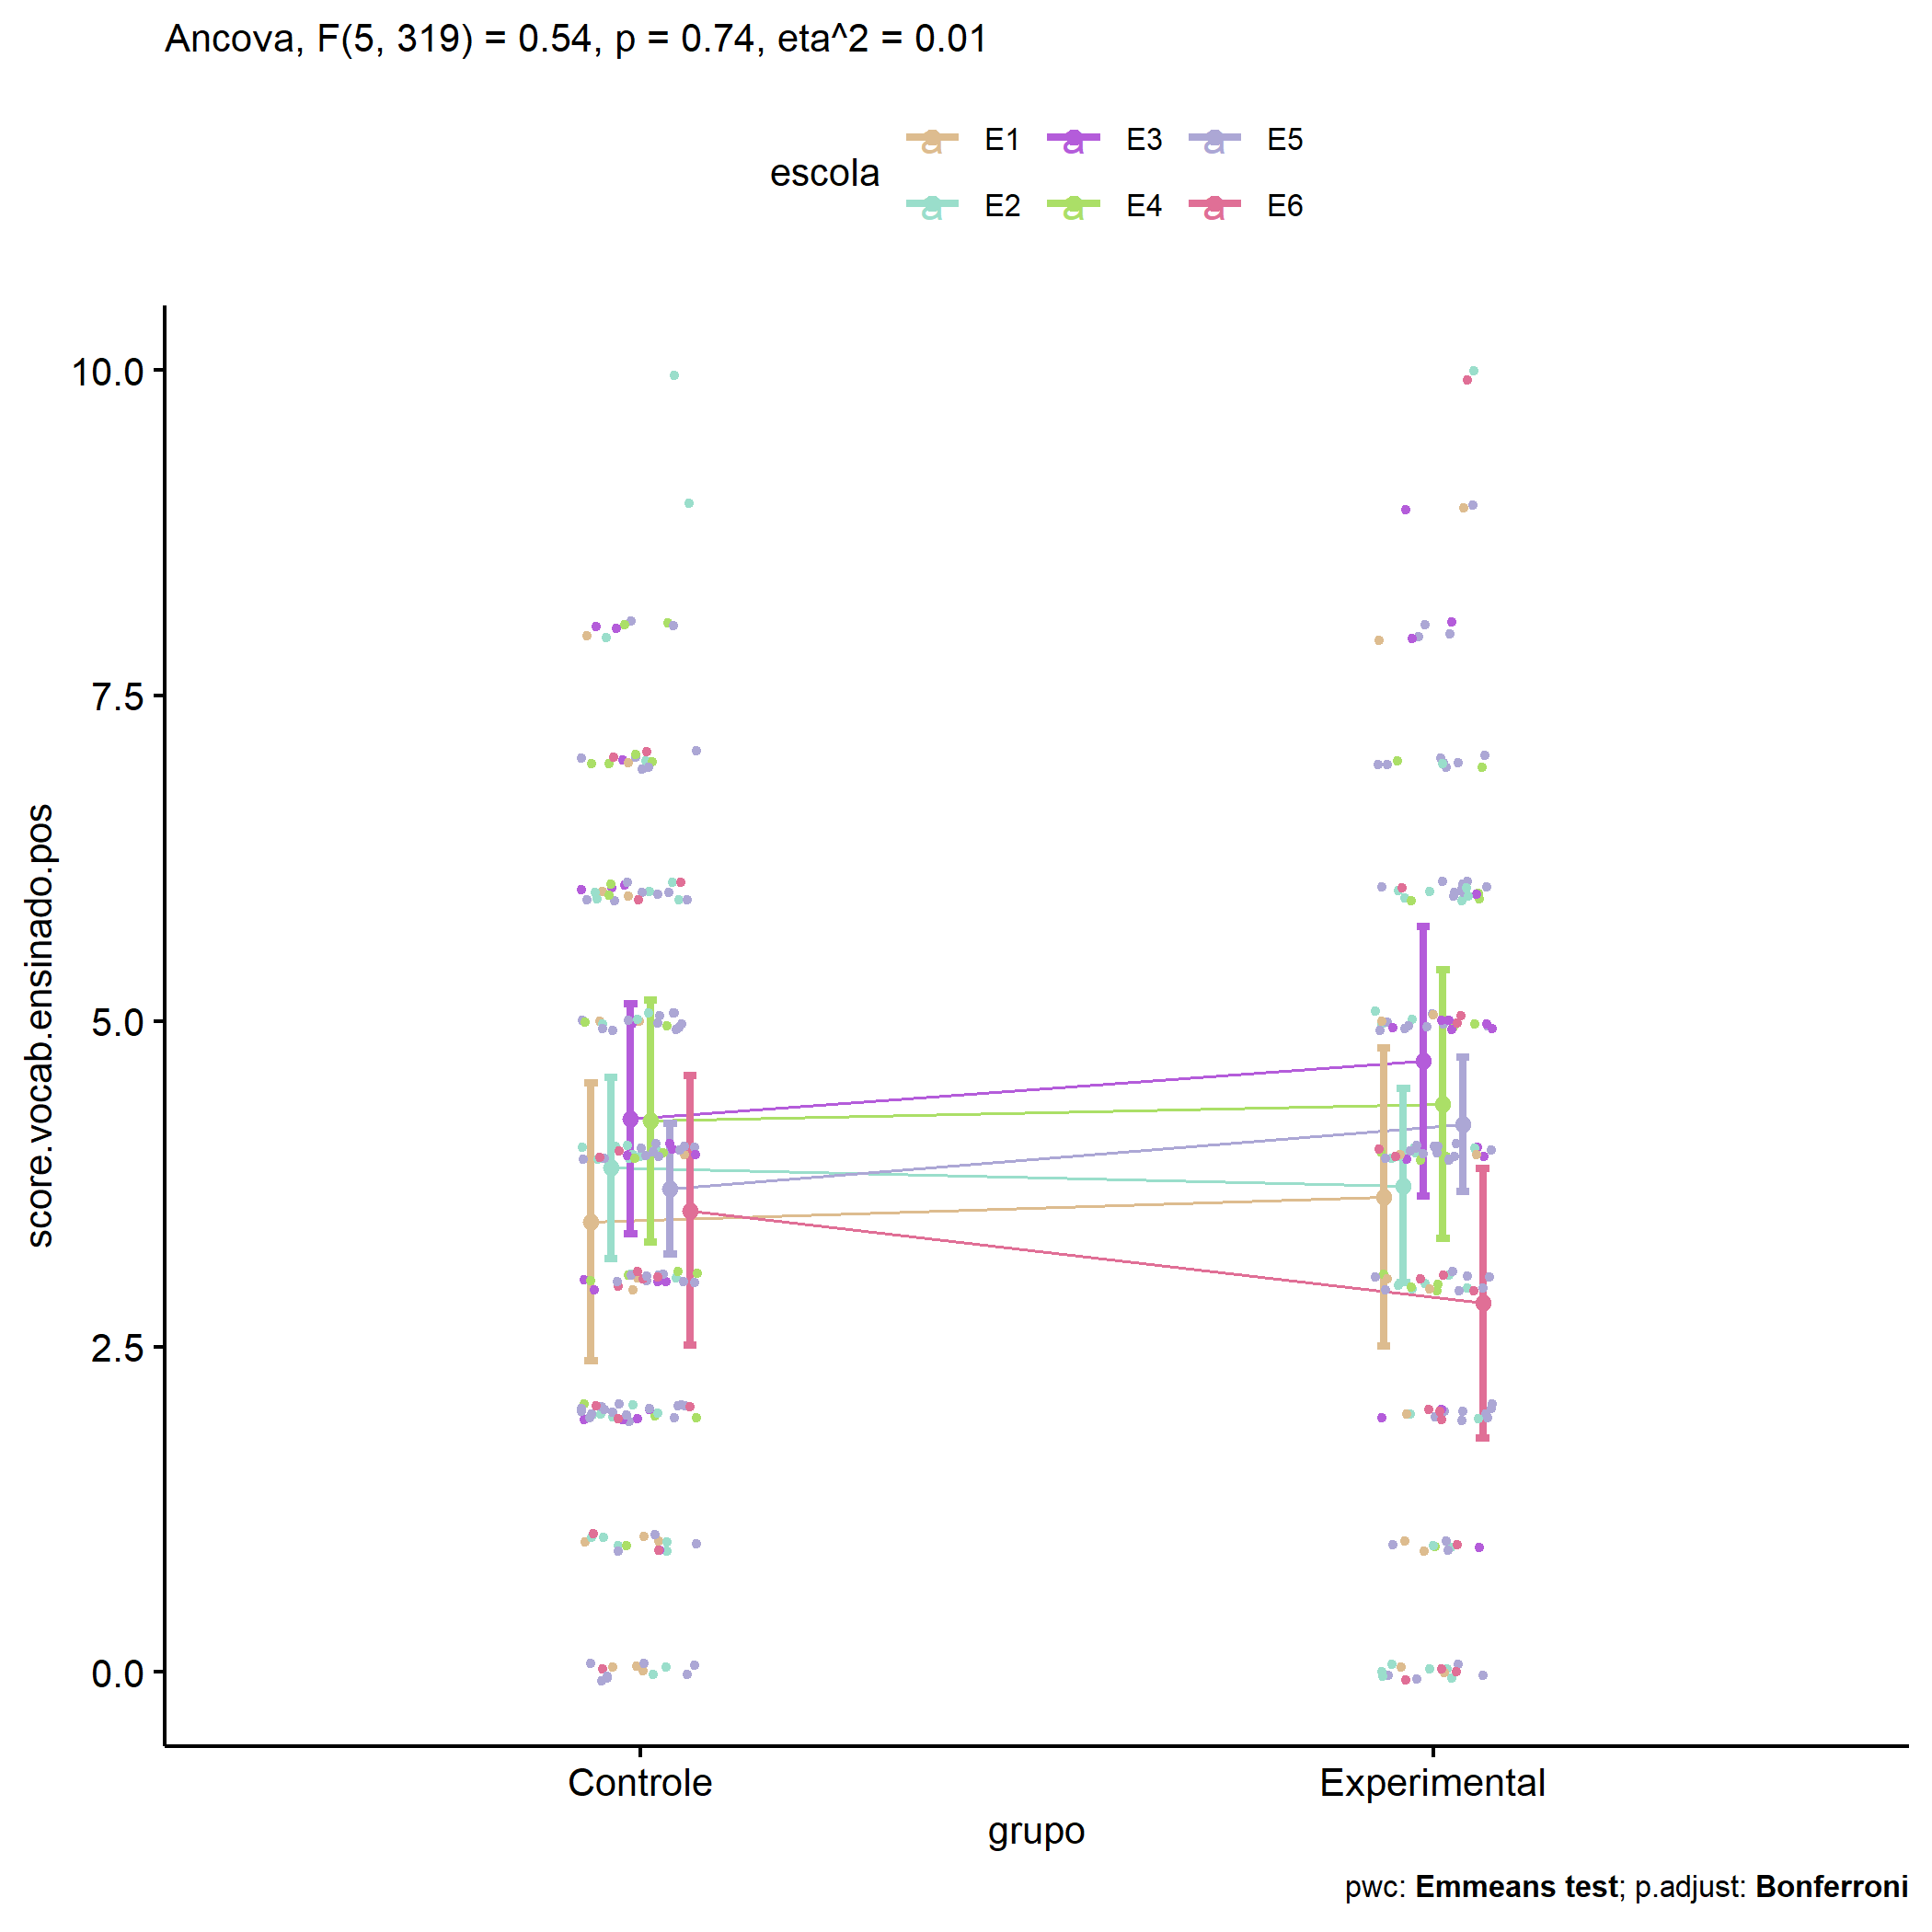 Ancova, F(5, 319) = 0.54, p = 0.74, eta^2 = 0.01
escola
a E1 a E3 a E5
a E2 a E4 a E6
score.vocab.ensinado.pos
10.0
7.5
5.0
2.5
0.0
Controle Experimental
grupo
pwc: Emmeans test; p.adjust: Bonferroni